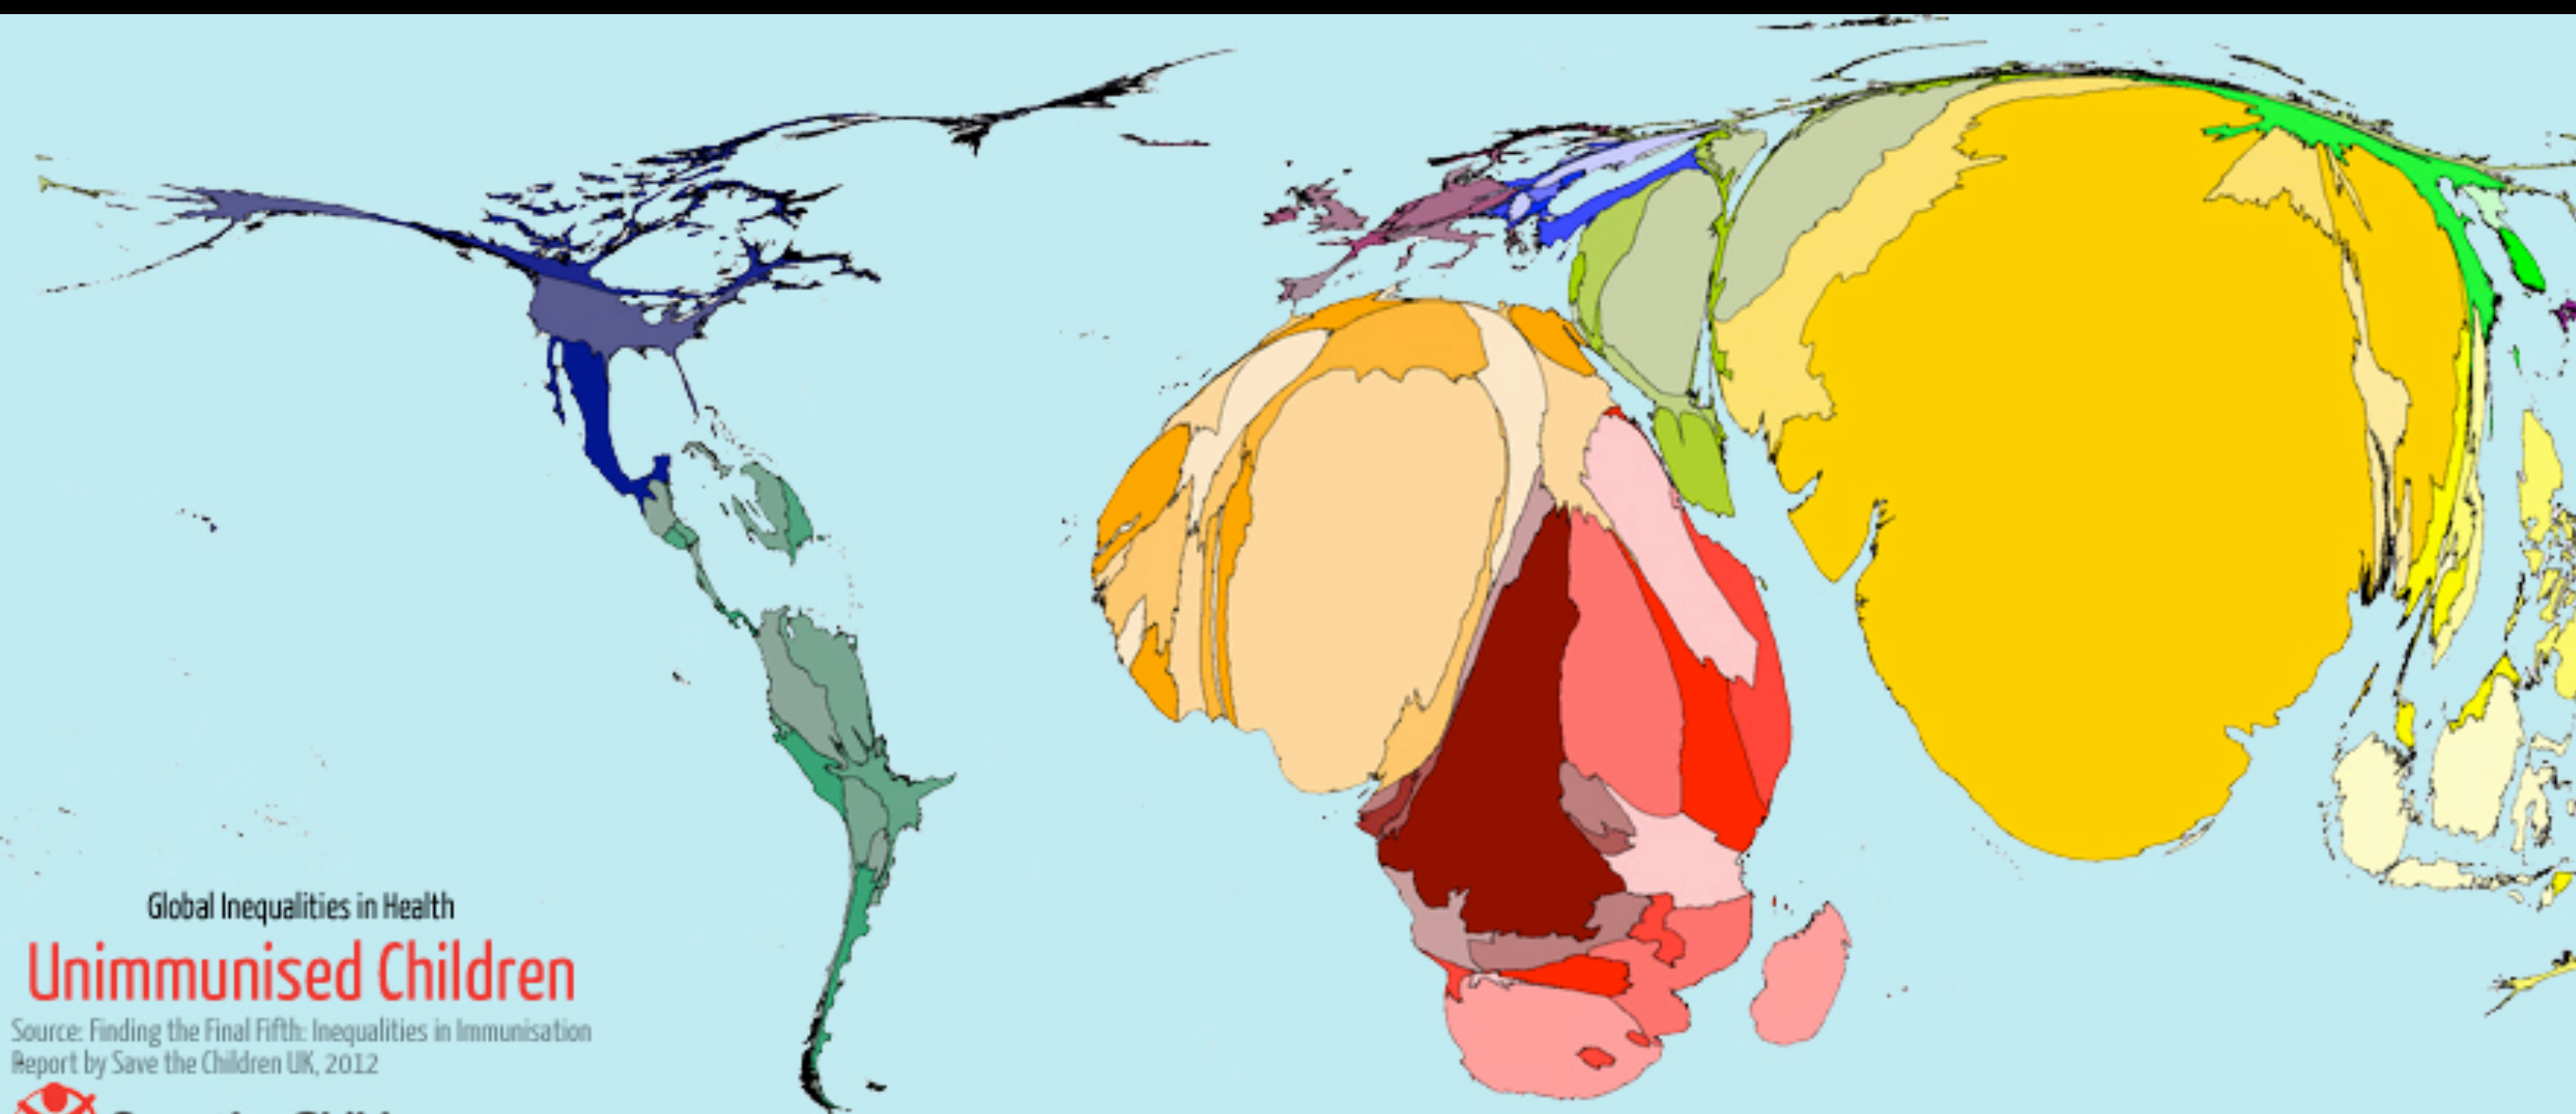 Global Inequalities in Health
Unimmunised Children
Source: Finding the Final Fifth: Inequalities in Immunisation
Report by Save the Children UK, 2012